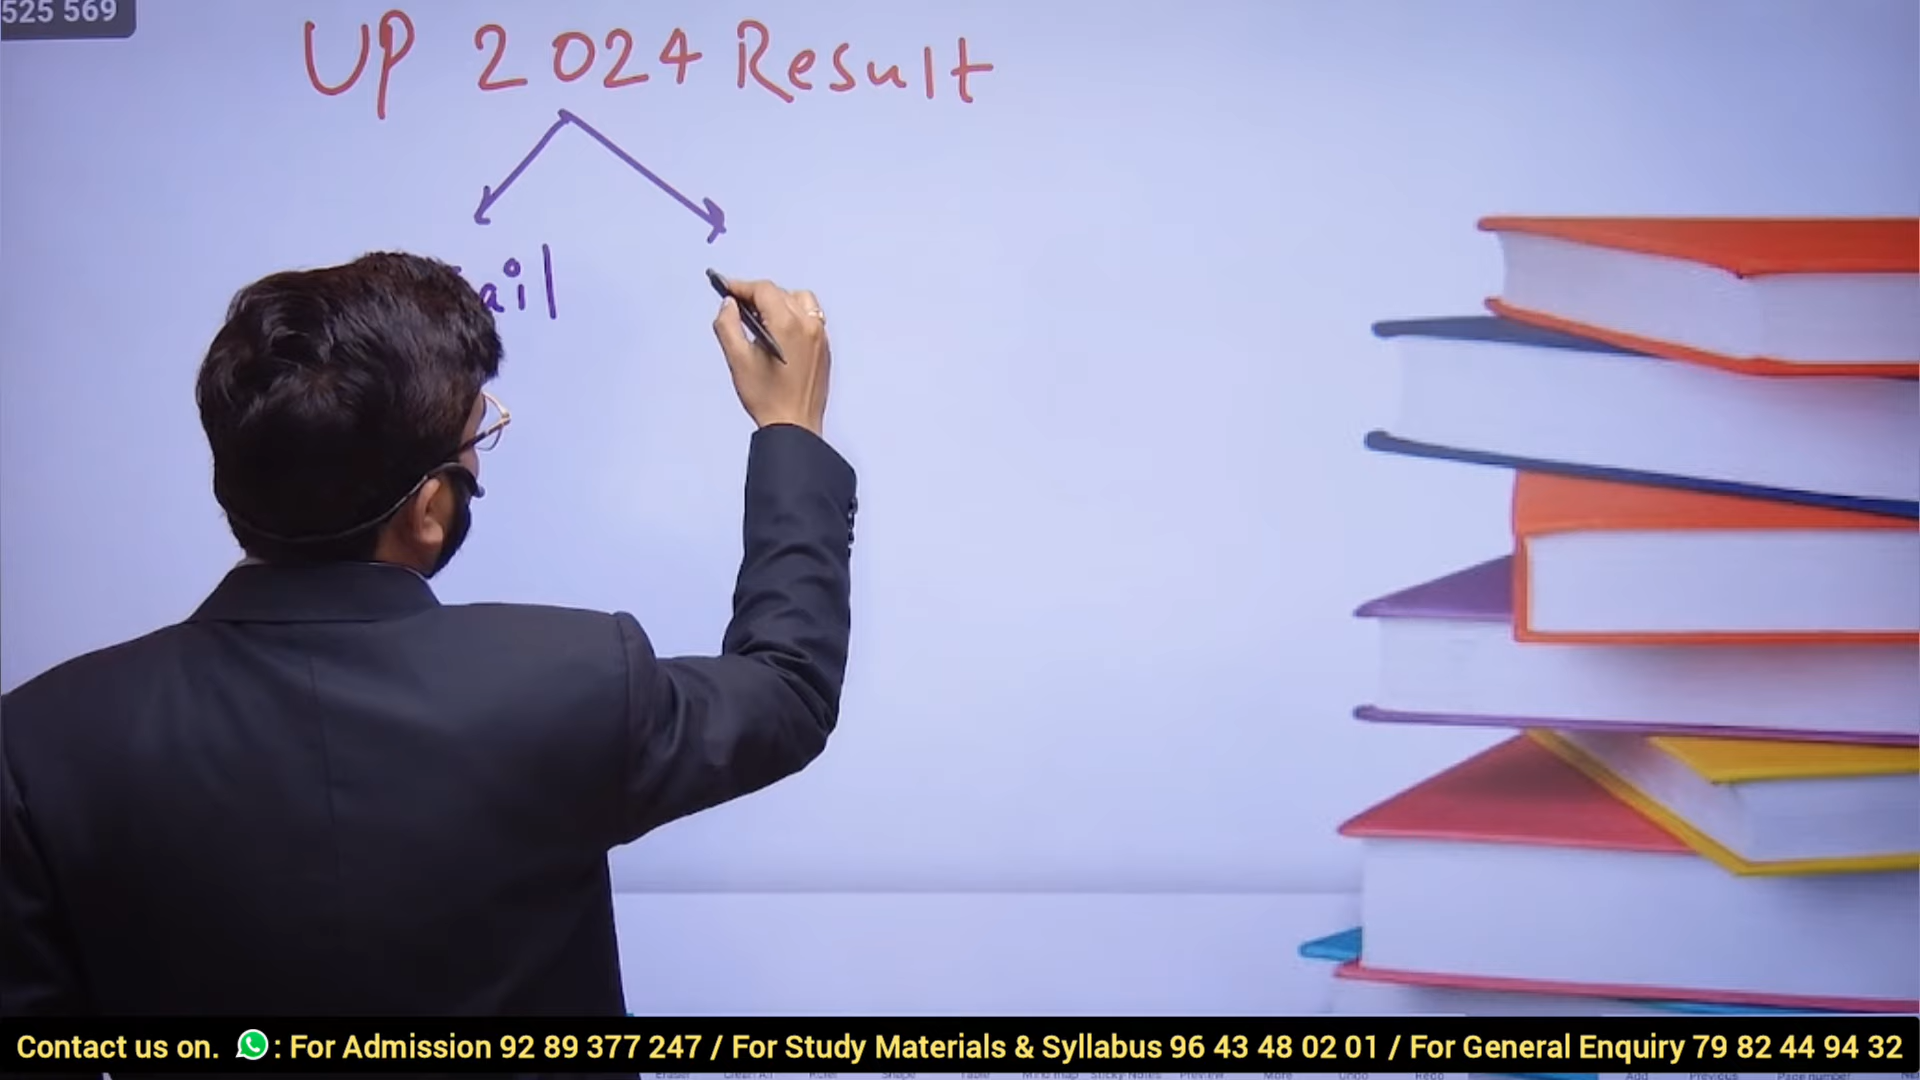 525 569
UP 2024 Result
ail
Contact us on. : For Admission 92 89 377 247 / For Study Materials & Syllabus 96 43 48 02 01 / For General Enquiry 79 82 44 94 32